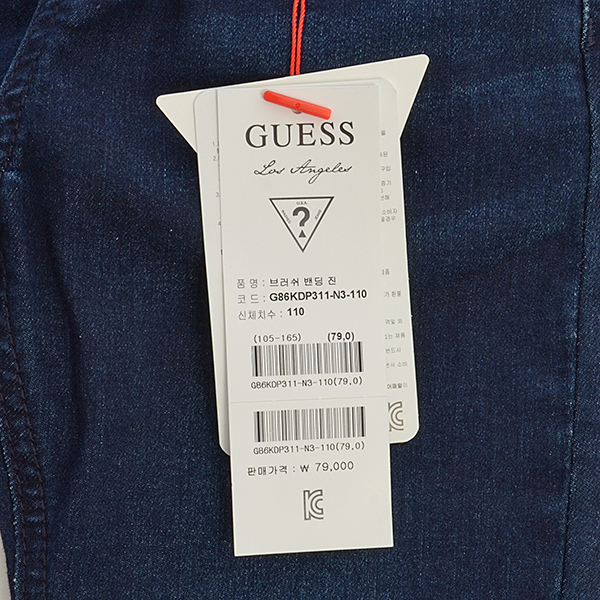 GUESS
Los Angeles
U.S.A.
?
품 명 : 브러쉬 밴딩 진
코 드 : G86KDP311-N3-110
신체치수 : 110
(105-165) (79,0)
G86KDP311-N3-110(79,0)
G86KDP311-N3-110(79,0)
판매가격 : ₩ 79,000